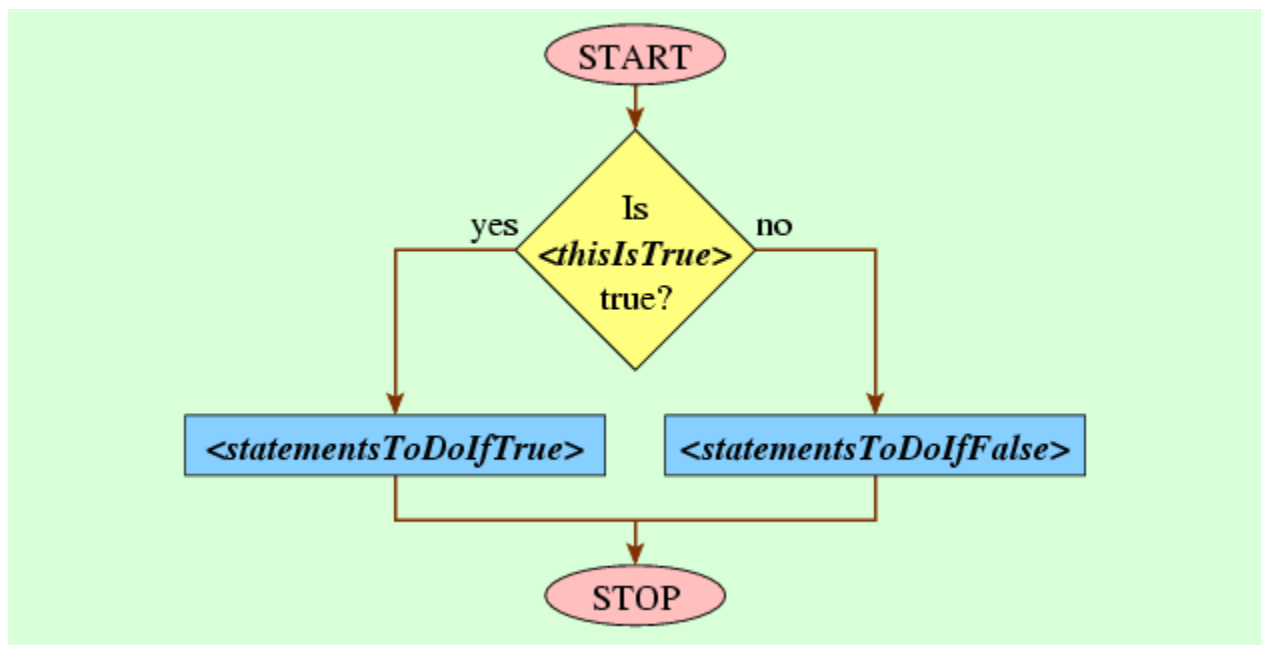 START
Is
yes
<thisIsTrue>
no
true?
<statementsToDoIfTrue>
<statementsToDoIfFalse>
STOP